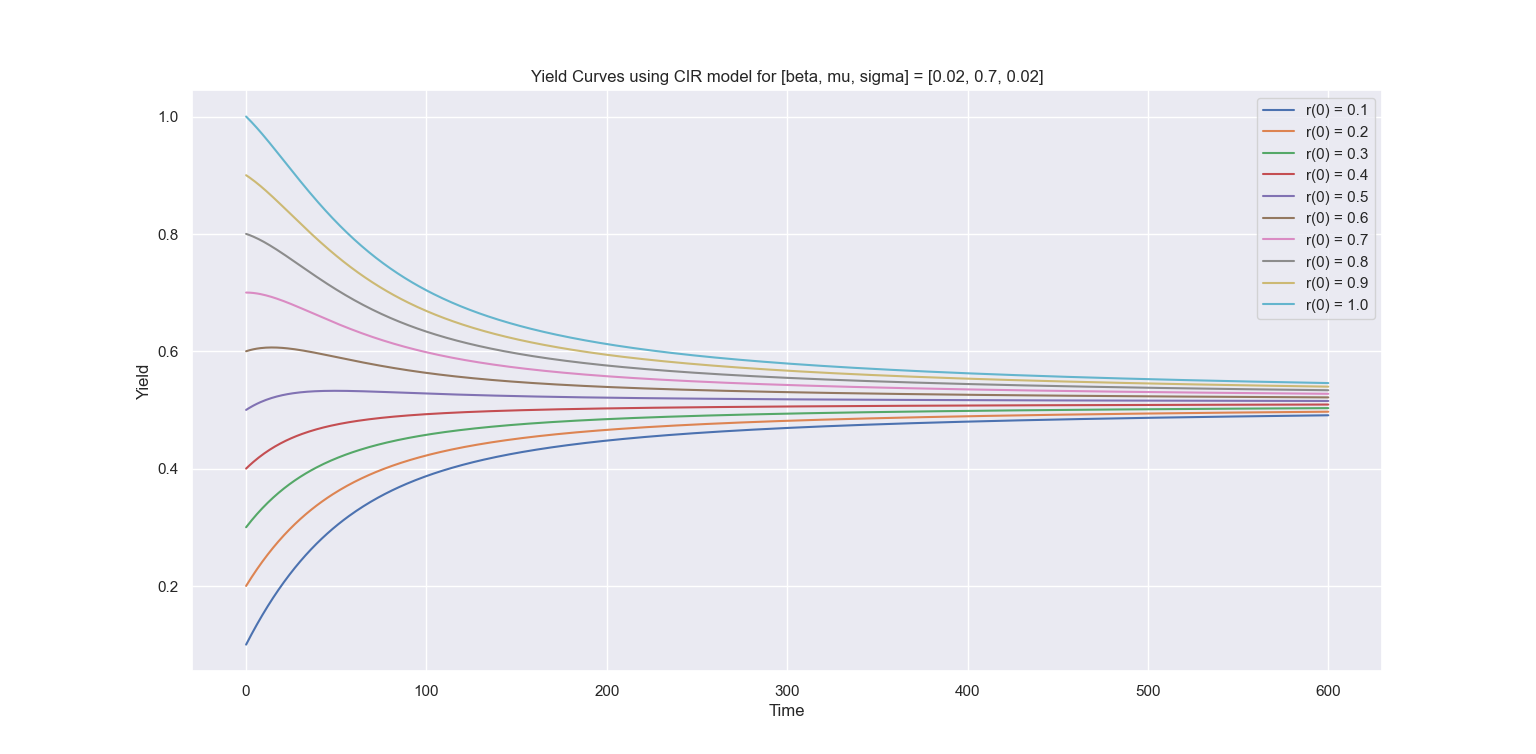 Yield Curves using CIR model for [beta, mu, sigma] = [0.02, 0.7, 0.02]
1.0
0.8
0.6
0.4
0.2
Yield
r(0) = 0.1
r(0) = 0.2
r(0) = 0.3
r(0) = 0.4
r(0) = 0.5
r(0) = 0.6
r(0) = 0.7
r(0) = 0.8
r(0) = 0.9
r(0) = 1.0
0 100 200 300 400 500 600
Time